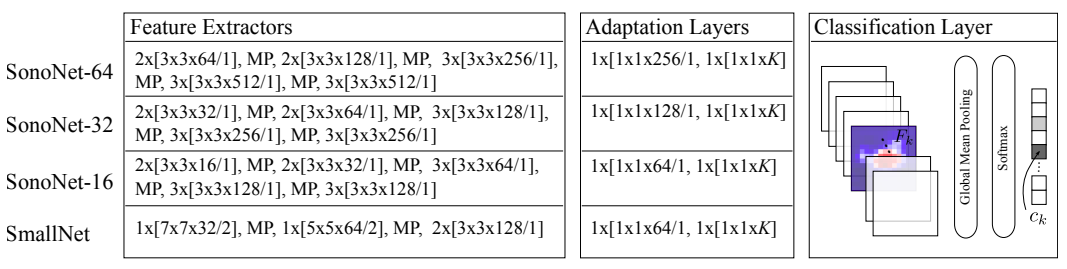 Feature Extractors
Adaptation Layers
Classification Layer
SonoNet-64
2x[3x3x64/1], MP, 2x[3x3x128/1], MP, 3x[3x3x256/1],
MP, 3x[3x3x512/1], MP, 3x[3x3x512/1]
1x[1x1x256/1, 1x[1x1xK]
SonoNet-32
2x[3x3x32/1], MP, 2x[3x3x64/1], MP, 3x[3x3x128/1],
MP, 3x[3x3x256/1], MP, 3x[3x3x256/1]
1x[1x1x128/1, 1x[1x1xK]
SonoNet-16
2x[3x3x16/1], MP, 2x[3x3x32/1], MP, 3x[3x3x64/1],
MP, 3x[3x3x128/1], MP, 3x[3x3x128/1]
1x[1x1x64/1, 1x[1x1xK]
SmallNet
1x[7x7x32/2], MP, 1x[5x5x64/2], MP, 2x[3x3x128/1]
1x[1x1x64/1, 1x[1x1xK]
F_k
Global Mean Pooling
Softmax
...
c_k